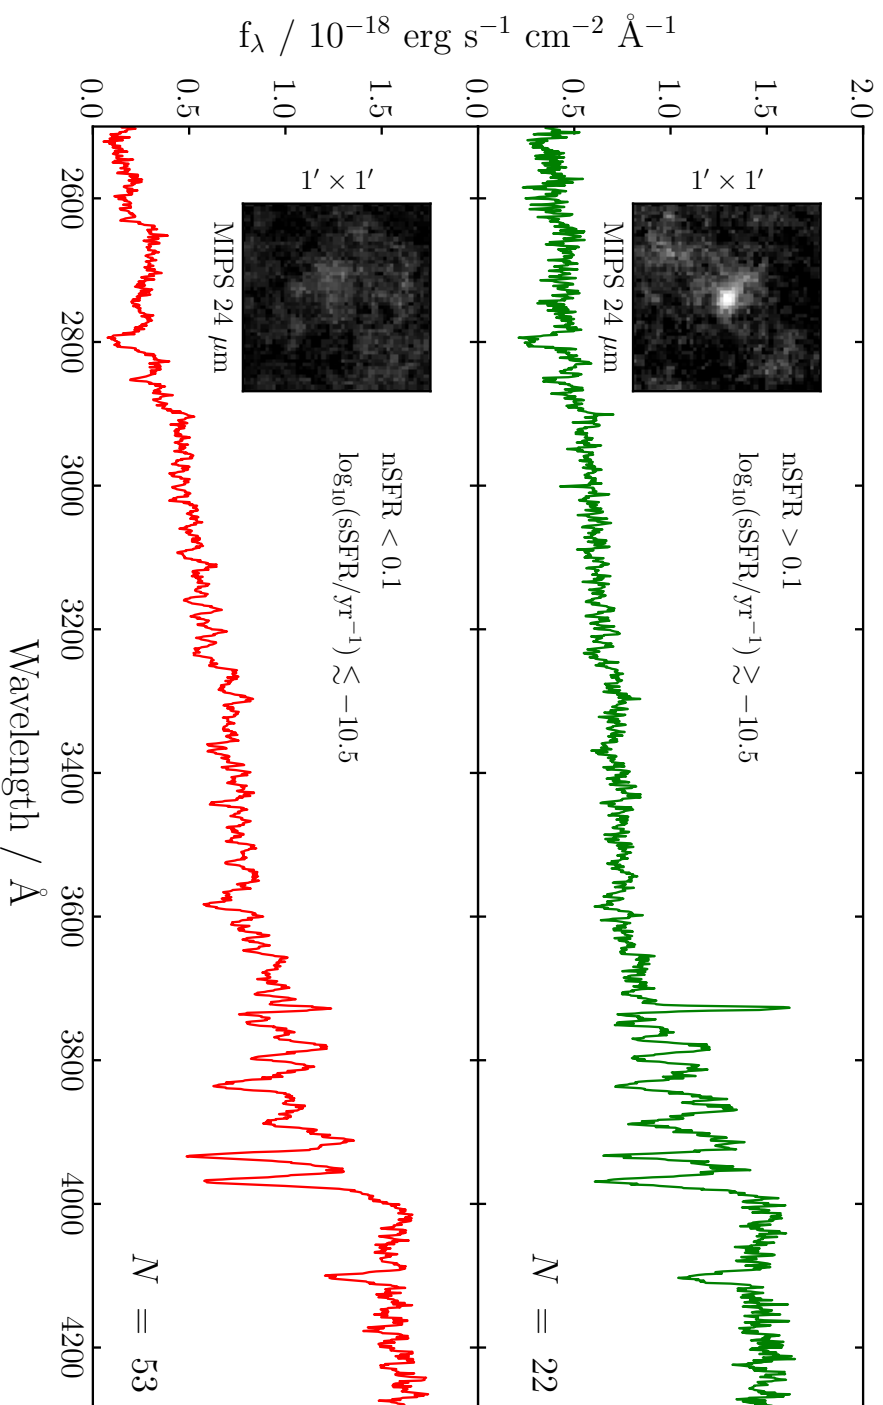 f_λ / 10⁻¹⁸ erg s⁻¹ cm⁻² Å⁻¹
2.0
1.5
1.0
0.5
0.0
1′ × 1′
MIPS 24 μm
nSFR > 0.1
log₁₀(sSFR/yr⁻¹) ≳ −10.5
N = 22
1.5
1.0
0.5
0.0
1′ × 1′
MIPS 24 μm
nSFR < 0.1
log₁₀(sSFR/yr⁻¹) ≲ −10.5
N = 53
2600 2800 3000 3200 3400 3600 3800 4000 4200
Wavelength / Å